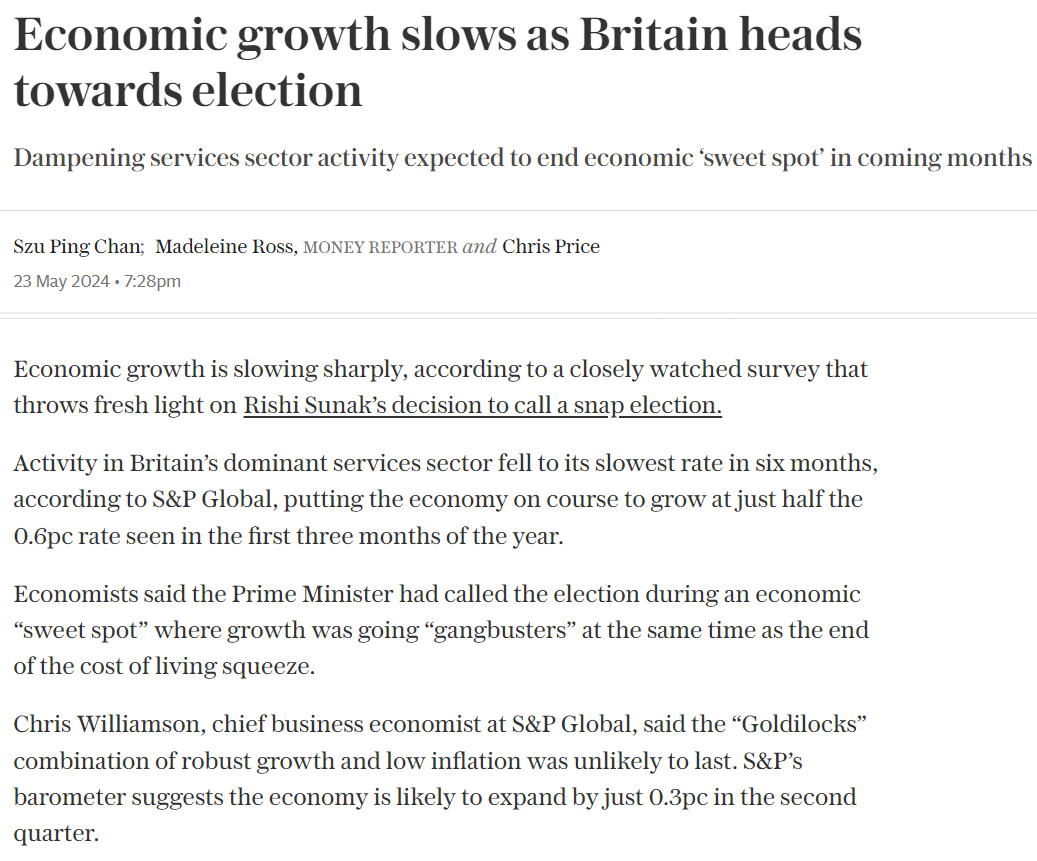 Economic growth slows as Britain heads
towards election
Dampening services sector activity expected to end economic ‘sweet spot’ in coming months
Szu Ping Chan; Madeleine Ross, MONEY REPORTER and Chris Price
23 May 2024 • 7:28pm
Economic growth is slowing sharply, according to a closely watched survey that
throws fresh light on Rishi Sunak’s decision to call a snap election.
Activity in Britain’s dominant services sector fell to its slowest rate in six months,
according to S&P Global, putting the economy on course to grow at just half the
0.6pc rate seen in the first three months of the year.
Economists said the Prime Minister had called the election during an economic
“sweet spot” where growth was going “gangbusters” at the same time as the end
of the cost of living squeeze.
Chris Williamson, chief business economist at S&P Global, said the “Goldilocks”
combination of robust growth and low inflation was unlikely to last. S&P’s
barometer suggests the economy is likely to expand by just 0.3pc in the second
quarter.